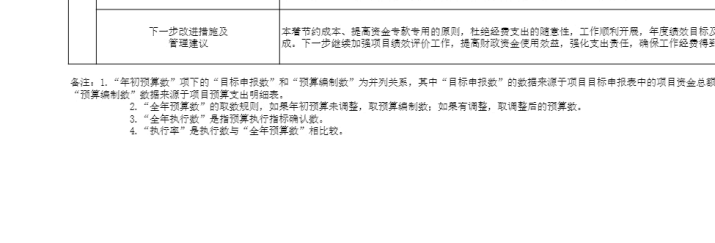 下一步改进措施及
管理建议
本着节约成本、提高资金专款专用的原则，杜绝经费支出的随意性，工作顺利开展，年度绩效目标及
成。下一步继续加强项目绩效评价工作，提高财政资金使用效益，强化支出责任，确保工作经费得到
备注：1.“年初预算数”项下的“目标申报数”和“预算编制数”为并列关系，其中“目标申报数”的数据来源于项目目标申报表中的项目资金总额
“预算编制数”数据来源于项目预算支出明细表。
2.“全年预算数”的取数规则，如果年初预算未调整，取预算编制数；如果有调整，取调整后的预算数。
3.“全年执行数”是指预算执行指标确认数。
4.“执行率”是执行数与“全年预算数”相比较。